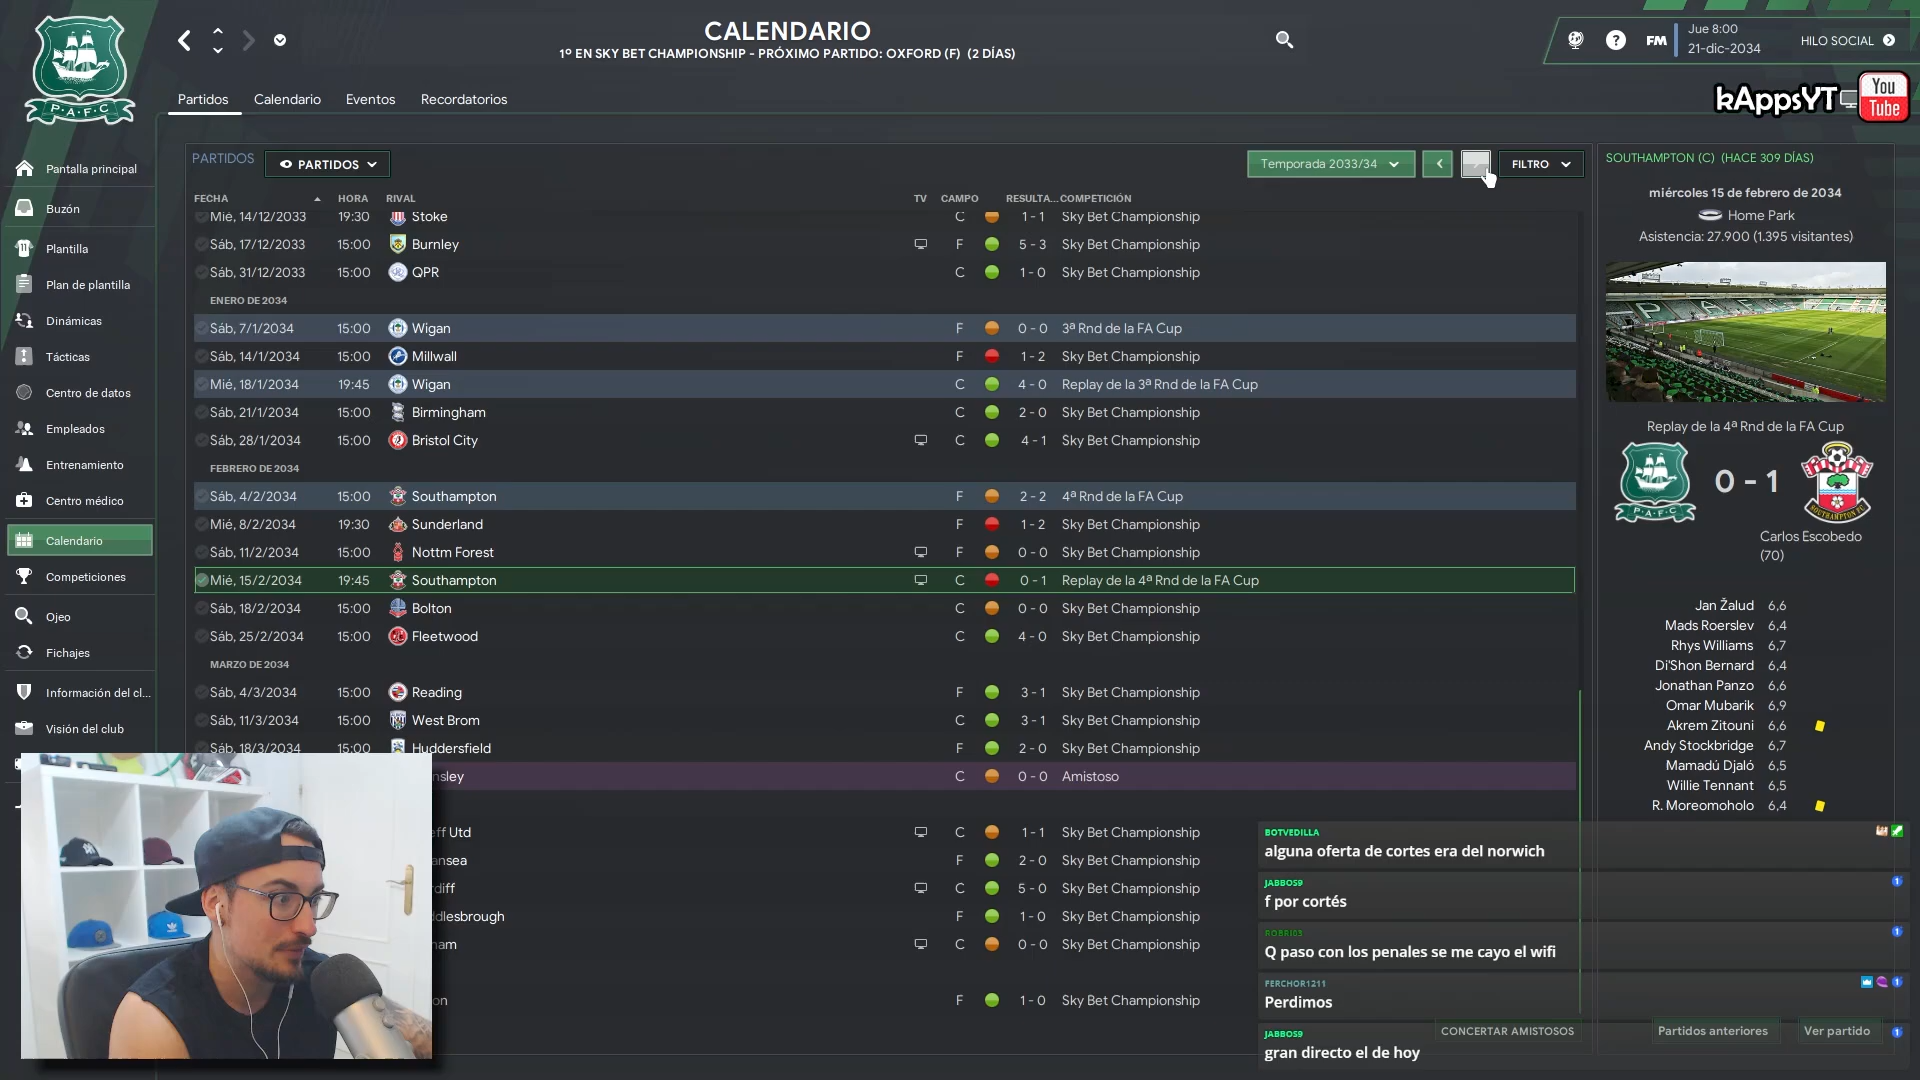 CALENDARIO
1º EN SKY BET CHAMPIONSHIP - PRÓXIMO PARTIDO: OXFORD (F) (2 DÍAS)
FM
Jue 8:00
21-dic-2034
HILO SOCIAL
P·A·F·C
kAppsYT
You Tube
Partidos
Calendario
Eventos
Recordatorios
Pantalla principal
Buzón
Plantilla
Plan de plantilla
Dinámicas
Tácticas
Centro de datos
Empleados
Entrenamiento
Centro médico
Calendario
Competiciones
Ojeo
Fichajes
Información del cl...
Visión del club
PARTIDOS
PARTIDOS
Temporada 2033/34
FILTRO
FECHA HORA RIVAL TV CAMPO RESULTA... COMPETICIÓN
Mié, 14/12/2033 19:30 Stoke C 1 - 1 Sky Bet Championship
Sáb, 17/12/2033 15:00 Burnley F 5 - 3 Sky Bet Championship
Sáb, 31/12/2033 15:00 QPR C 1 - 0 Sky Bet Championship
ENERO DE 2034
Sáb, 7/1/2034 15:00 Wigan F 0 - 0 3ª Rnd de la FA Cup
Sáb, 14/1/2034 15:00 Millwall F 1 - 2 Sky Bet Championship
Mié, 18/1/2034 19:45 Wigan C 4 - 0 Replay de la 3ª Rnd de la FA Cup
Sáb, 21/1/2034 15:00 Birmingham C 2 - 0 Sky Bet Championship
Sáb, 28/1/2034 15:00 Bristol City C 4 - 1 Sky Bet Championship
FEBRERO DE 2034
Sáb, 4/2/2034 15:00 Southampton F 2 - 2 4ª Rnd de la FA Cup
Mié, 8/2/2034 19:30 Sunderland F 1 - 2 Sky Bet Championship
Sáb, 11/2/2034 15:00 Nottm Forest F 0 - 0 Sky Bet Championship
Mié, 15/2/2034 19:45 Southampton C 0 - 1 Replay de la 4ª Rnd de la FA Cup
Sáb, 18/2/2034 15:00 Bolton C 0 - 0 Sky Bet Championship
Sáb, 25/2/2034 15:00 Fleetwood C 4 - 0 Sky Bet Championship
MARZO DE 2034
Sáb, 4/3/2034 15:00 Reading F 3 - 1 Sky Bet Championship
Sáb, 11/3/2034 15:00 West Brom C 3 - 1 Sky Bet Championship
Sáb, 18/3/2034 15:00 Huddersfield F 2 - 0 Sky Bet Championship
nsley C 0 - 0 Amistoso
eff Utd C 1 - 1 Sky Bet Championship
ansea F 2 - 0 Sky Bet Championship
rdiff C 5 - 0 Sky Bet Championship
ddlesbrough F 1 - 0 Sky Bet Championship
ham C 0 - 0 Sky Bet Championship
on F 1 - 0 Sky Bet Championship
SOUTHAMPTON (C) (HACE 309 DÍAS)
miércoles 15 de febrero de 2034
Home Park
Asistencia: 27.900 (1.395 visitantes)
Replay de la 4ª Rnd de la FA Cup
0 - 1
Carlos Escobedo
(70)
Jan Žalud 6,6
Mads Roerslev 6,4
Rhys Williams 6,7
Di'Shon Bernard 6,4
Jonathan Panzo 6,6
Omar Mubarik 6,9
Akrem Zitouni 6,6
Andy Stockbridge 6,7
Mamadú Djaló 6,5
Willie Tennant 6,5
R. Moreomoholo 6,4
BOTVEDILLA
alguna oferta de cortes era del norwich
JABBOS9
f por cortés
ROBRI03
Q paso con los penales se me cayo el wifi
FERCHOR1211
Perdimos
JABBOS9
gran directo el de hoy
CONCERTAR AMISTOSOS
Partidos anteriores
Ver partido